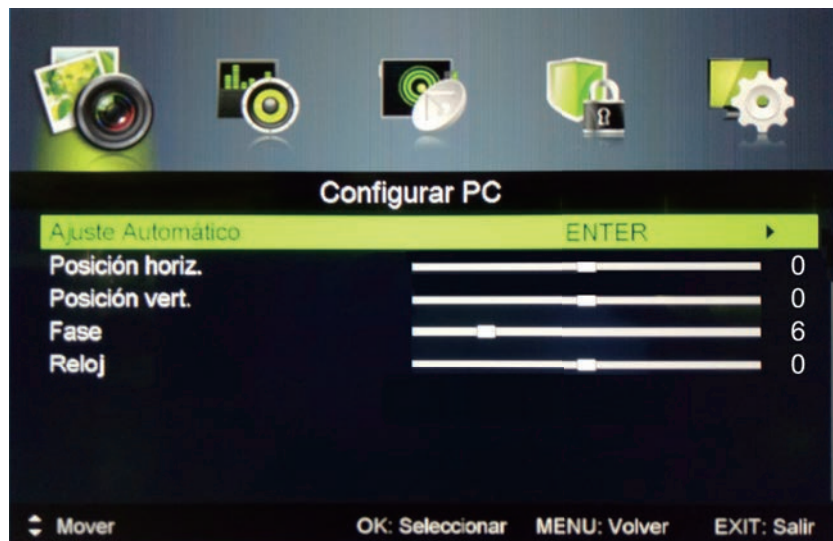 Configurar PC
Ajuste Automático ENTER
Posición horiz. 0
Posición vert. 0
Fase 6
Reloj 0
Mover OK: Seleccionar MENU: Volver EXIT: Salir